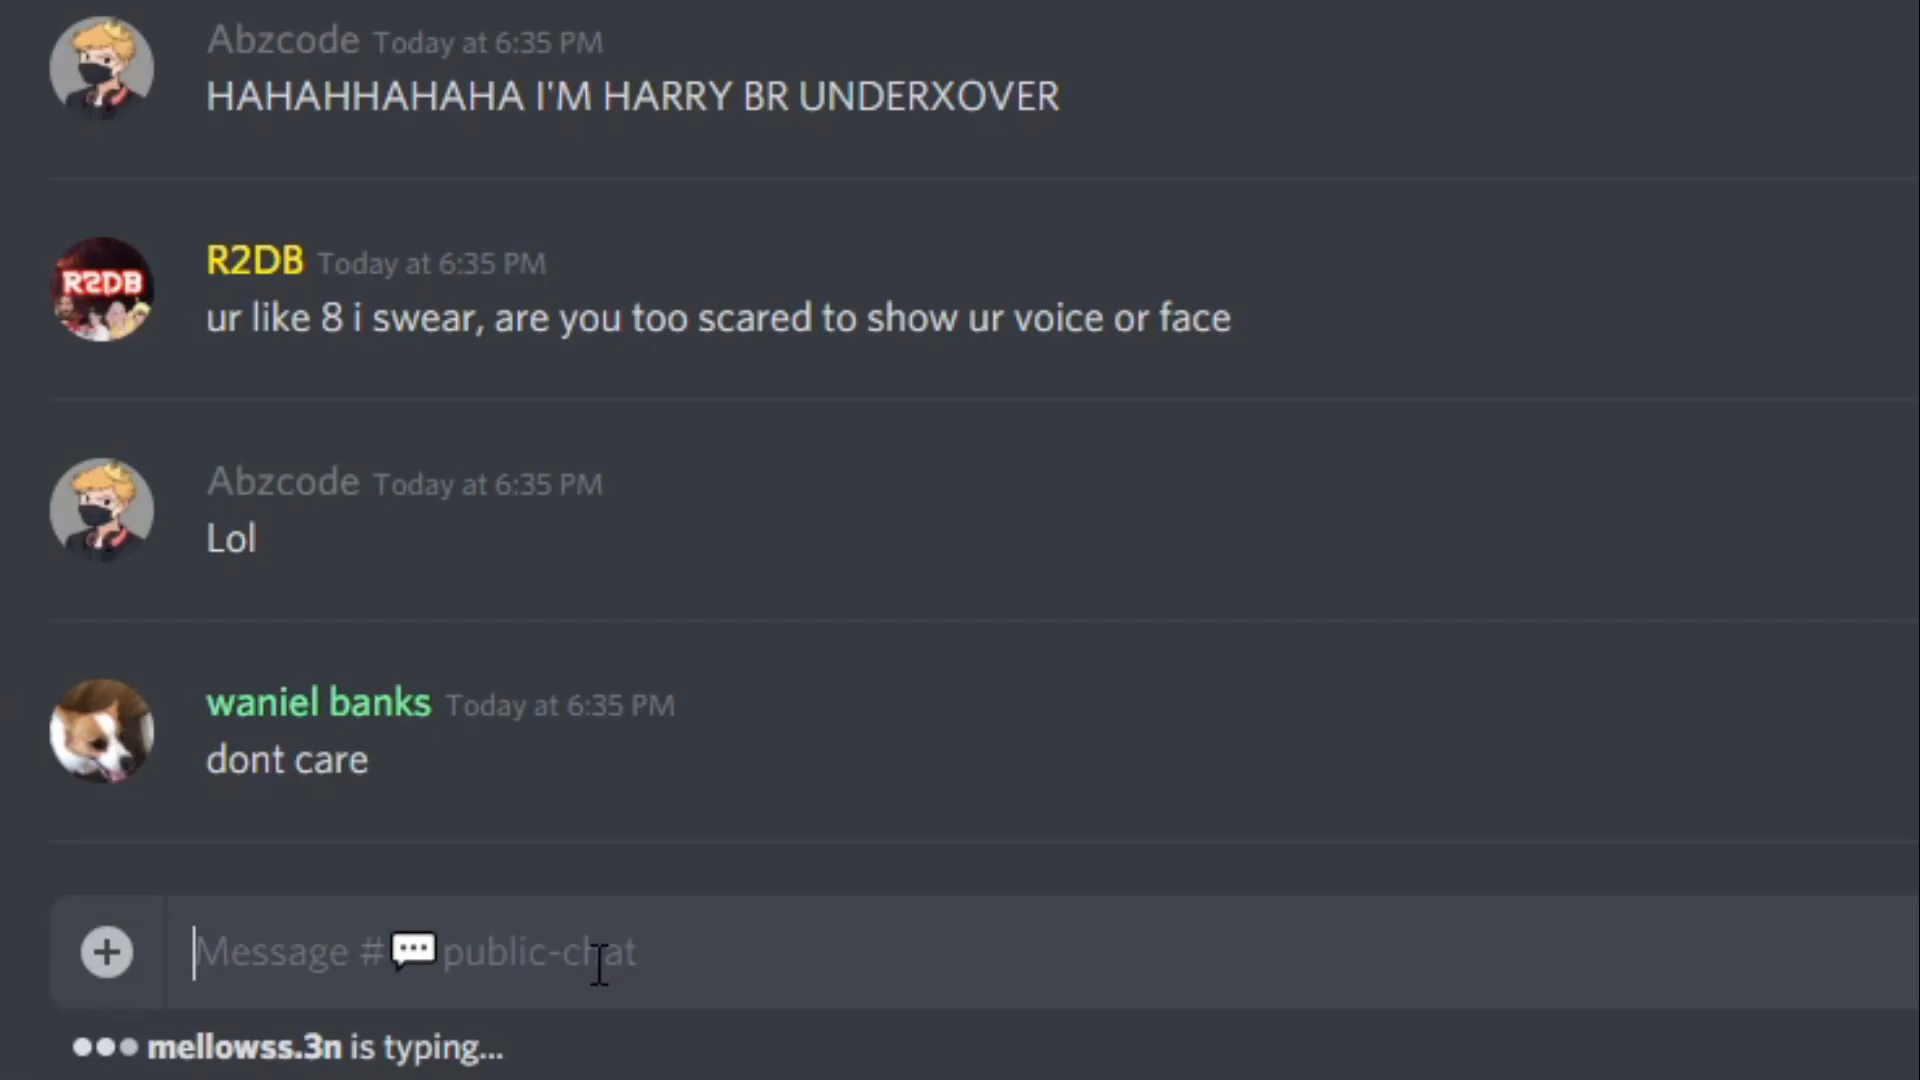 Abzcode Today at 6:35 PM
HAHAHHAHAHA I'M HARRY BR UNDERXOVER
R2DB
R2DB Today at 6:35 PM
ur like 8 i swear, are you too scared to show ur voice or face
Abzcode Today at 6:35 PM
Lol
waniel banks Today at 6:35 PM
dont care
Message #💬public-chat
mellowss.3n is typing...